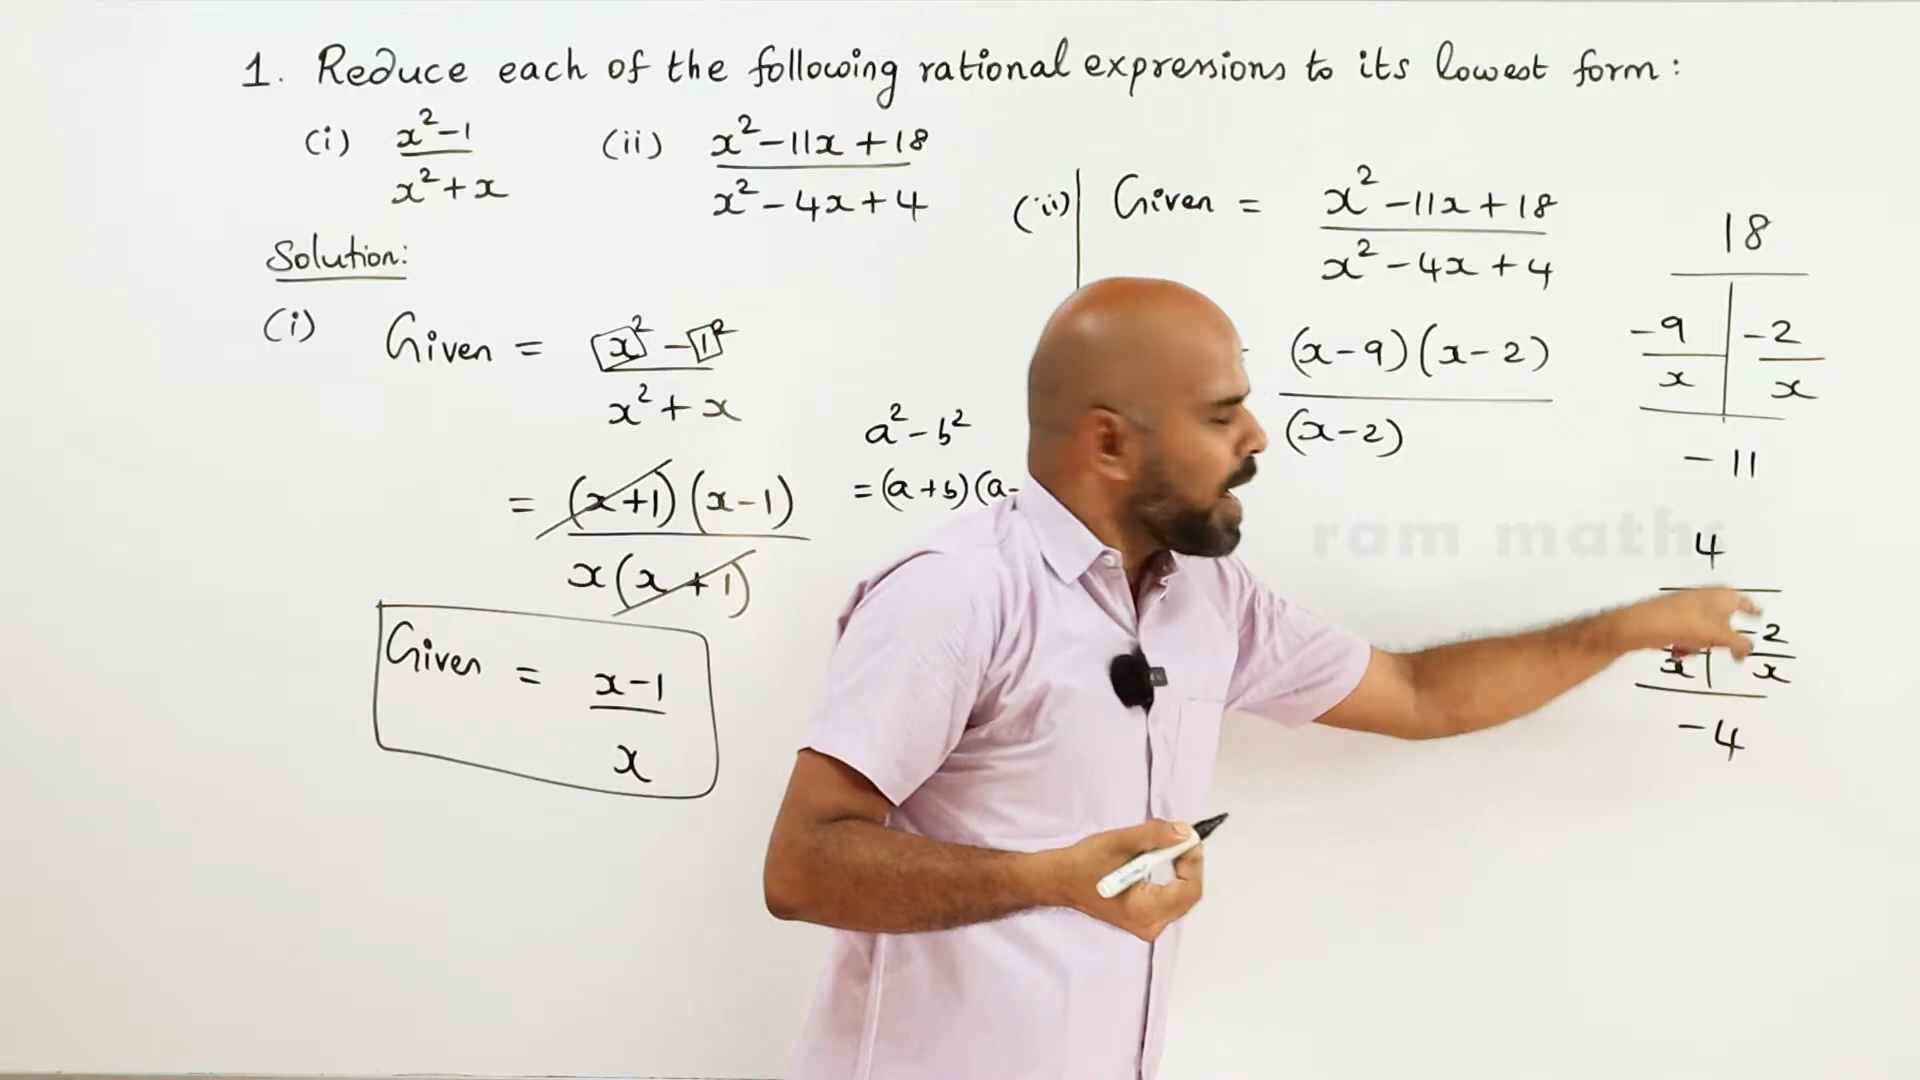 1. Reduce each of the following rational expressions to its lowest form:
(i) x²-1 / x²+x (ii) x²-11x+18 / x²-4x+4
Solution:
(i) Given = x²-1² / x²+x
a²-b²
=(a+b)(a-
= (x+1)(x-1) / x(x+1)
Given = x-1 / x
(ii) Given = x²-11x+18 / x²-4x+4
(x-9)(x-2) / (x-2)
18
-9/x | -2/x
-11
ram maths
4
x | -2/x
-4